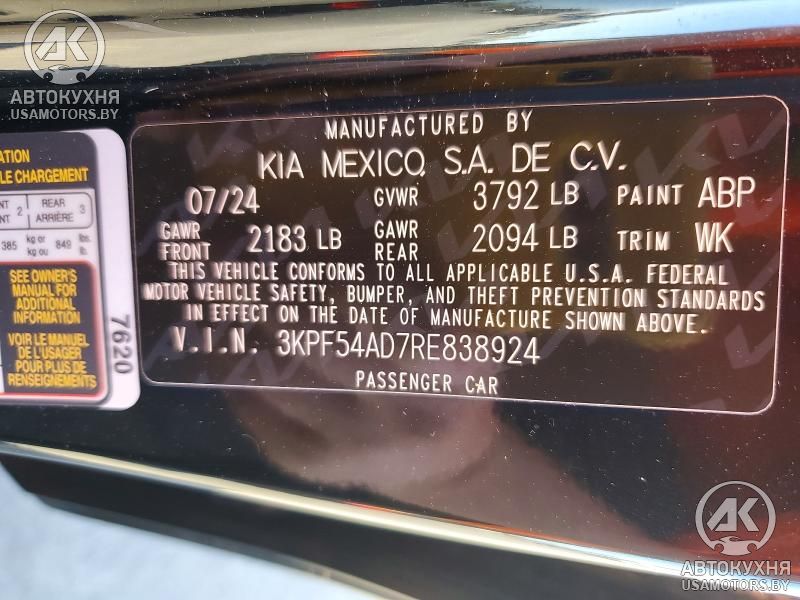 AK
АВТОКУХНЯ
USAMOTORS.BY
MANUFACTURED BY
KIA MEXICO, S.A. DE C.V.
07/24 GVWR 3792 LB PAINT ABP
GAWR FRONT 2183 LB GAWR REAR 2094 LB TRIM WK
THIS VEHICLE CONFORMS TO ALL APPLICABLE U.S.A. FEDERAL
MOTOR VEHICLE SAFETY, BUMPER, AND THEFT PREVENTION STANDARDS
IN EFFECT ON THE DATE OF MANUFACTURE SHOWN ABOVE.
V.I.N. 3KPF54AD7RE838924
PASSENGER CAR
CHARGEMENT
2 REAR ARRIÈRE 3
385 kg or kg ou 849 lbs. lb.
SEE OWNER'S
MANUAL FOR
ADDITIONAL
INFORMATION
VOIR LE MANUEL
DE L'USAGER
POUR PLUS DE
RENSEIGNEMENTS
7620
AK
АВТОКУХНЯ
USAMOTORS.BY